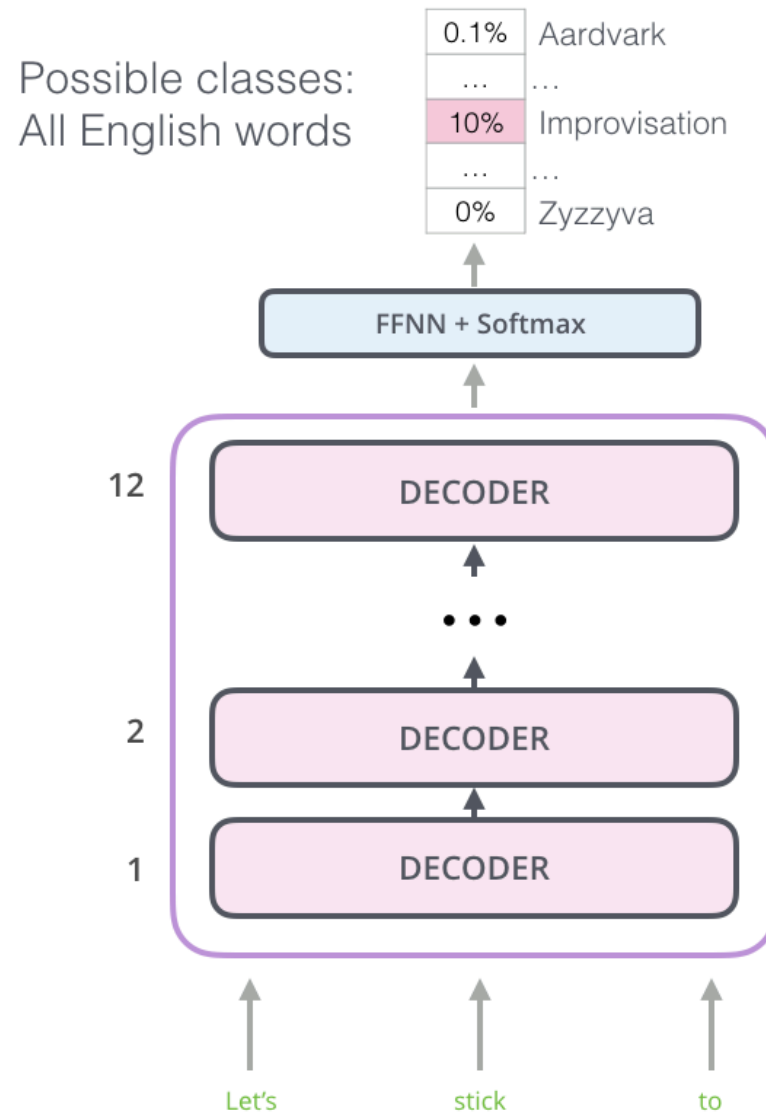 0.1% Aardvark
Possible classes:
... ...
All English words
10% Improvisation
... ...
0% Zyzzyva
FFNN + Softmax
12 DECODER
...
2 DECODER
1 DECODER
Let's stick to